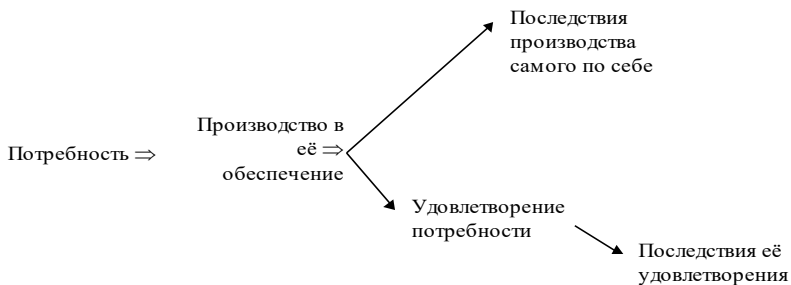 Последствия
производства
самого по себе
Производство в
её ⇒
обеспечение
Потребность ⇒
Удовлетворение
потребности
Последствия её
удовлетворения